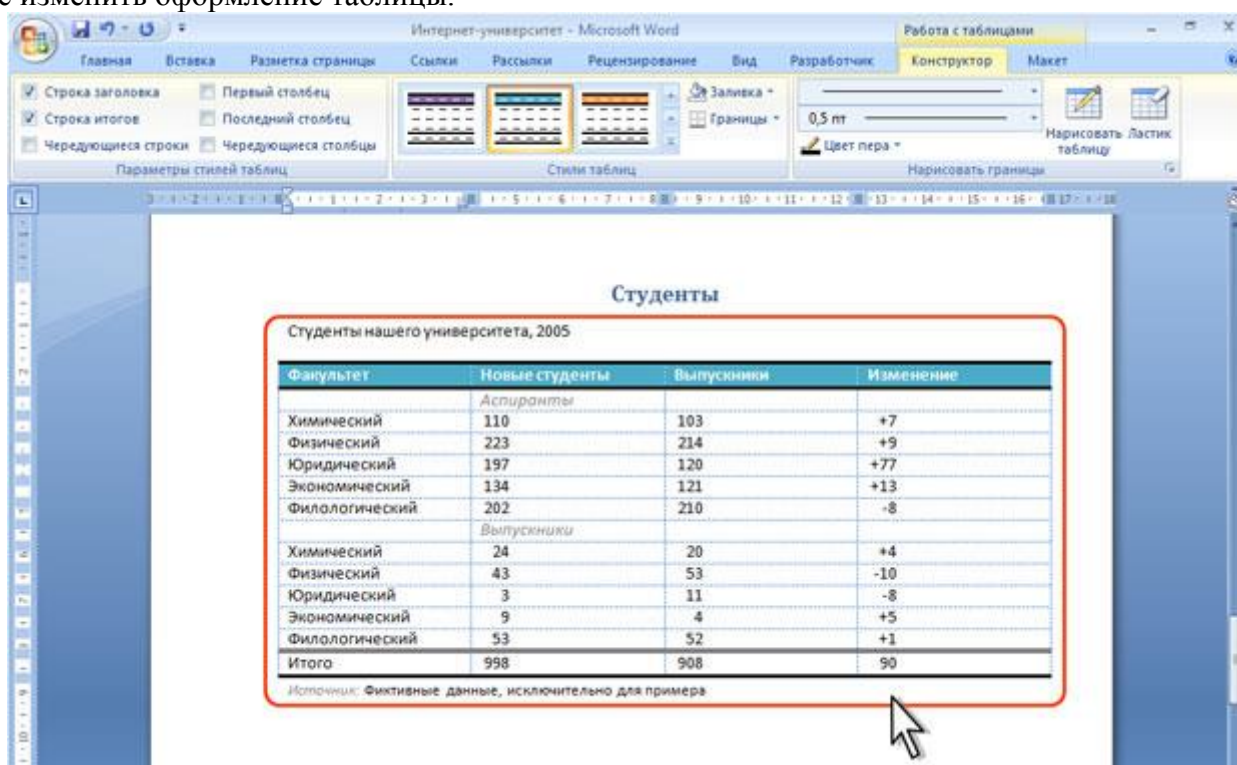 е изменить оформление таблицы.
Интернет-университет - Microsoft Word Работа с таблицами
Главная Вставка Разметка страницы Ссылки Рассылки Рецензирование Вид Разработчик Конструктор Макет
Строка заголовка Первый столбец Заливка
Строка итогов Последний столбец Границы 0,5 пт Нарисовать таблицу Ластик
Чередующиеся строки Чередующиеся столбцы Цвет пера
Параметры стилей таблиц Стили таблиц Нарисовать границы
Студенты
Студенты нашего университета, 2005
Факультет Новые студенты Выпускники Изменение
Аспиранты
Химический 110 103 +7
Физический 223 214 +9
Юридический 197 120 +77
Экономический 134 121 +13
Филологический 202 210 -8
Выпускники
Химический 24 20 +4
Физический 43 53 -10
Юридический 3 11 -8
Экономический 9 4 +5
Филологический 53 52 +1
Итого 998 908 90
Источник: Фиктивные данные, исключительно для примера